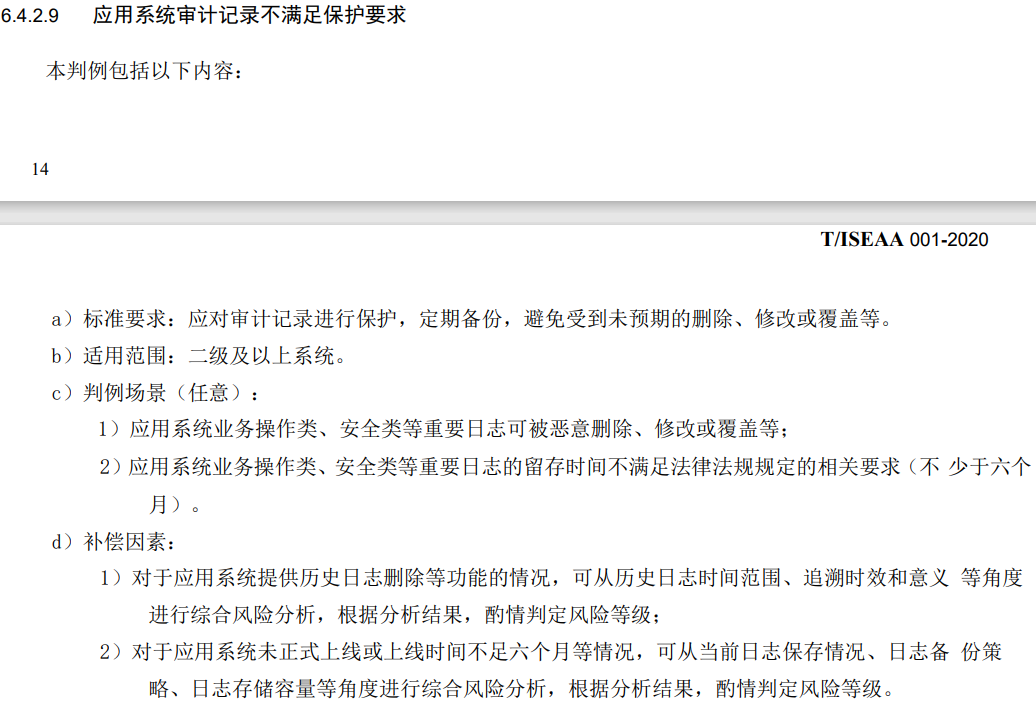 6.4.2.9 应用系统审计记录不满足保护要求
本判例包括以下内容：
14
T/ISEAA 001-2020
a）标准要求：应对审计记录进行保护，定期备份，避免受到未预期的删除、修改或覆盖等。
b）适用范围：二级及以上系统。
c）判例场景（任意）：
1）应用系统业务操作类、安全类等重要日志可被恶意删除、修改或覆盖等；
2）应用系统业务操作类、安全类等重要日志的留存时间不满足法律法规规定的相关要求（不 少于六个
月）。
d）补偿因素：
1）对于应用系统提供历史日志删除等功能的情况，可从历史日志时间范围、追溯时效和意义 等角度
进行综合风险分析，根据分析结果，酌情判定风险等级；
2）对于应用系统未正式上线或上线时间不足六个月等情况，可从当前日志保存情况、日志备 份策
略、日志存储容量等角度进行综合风险分析，根据分析结果，酌情判定风险等级。